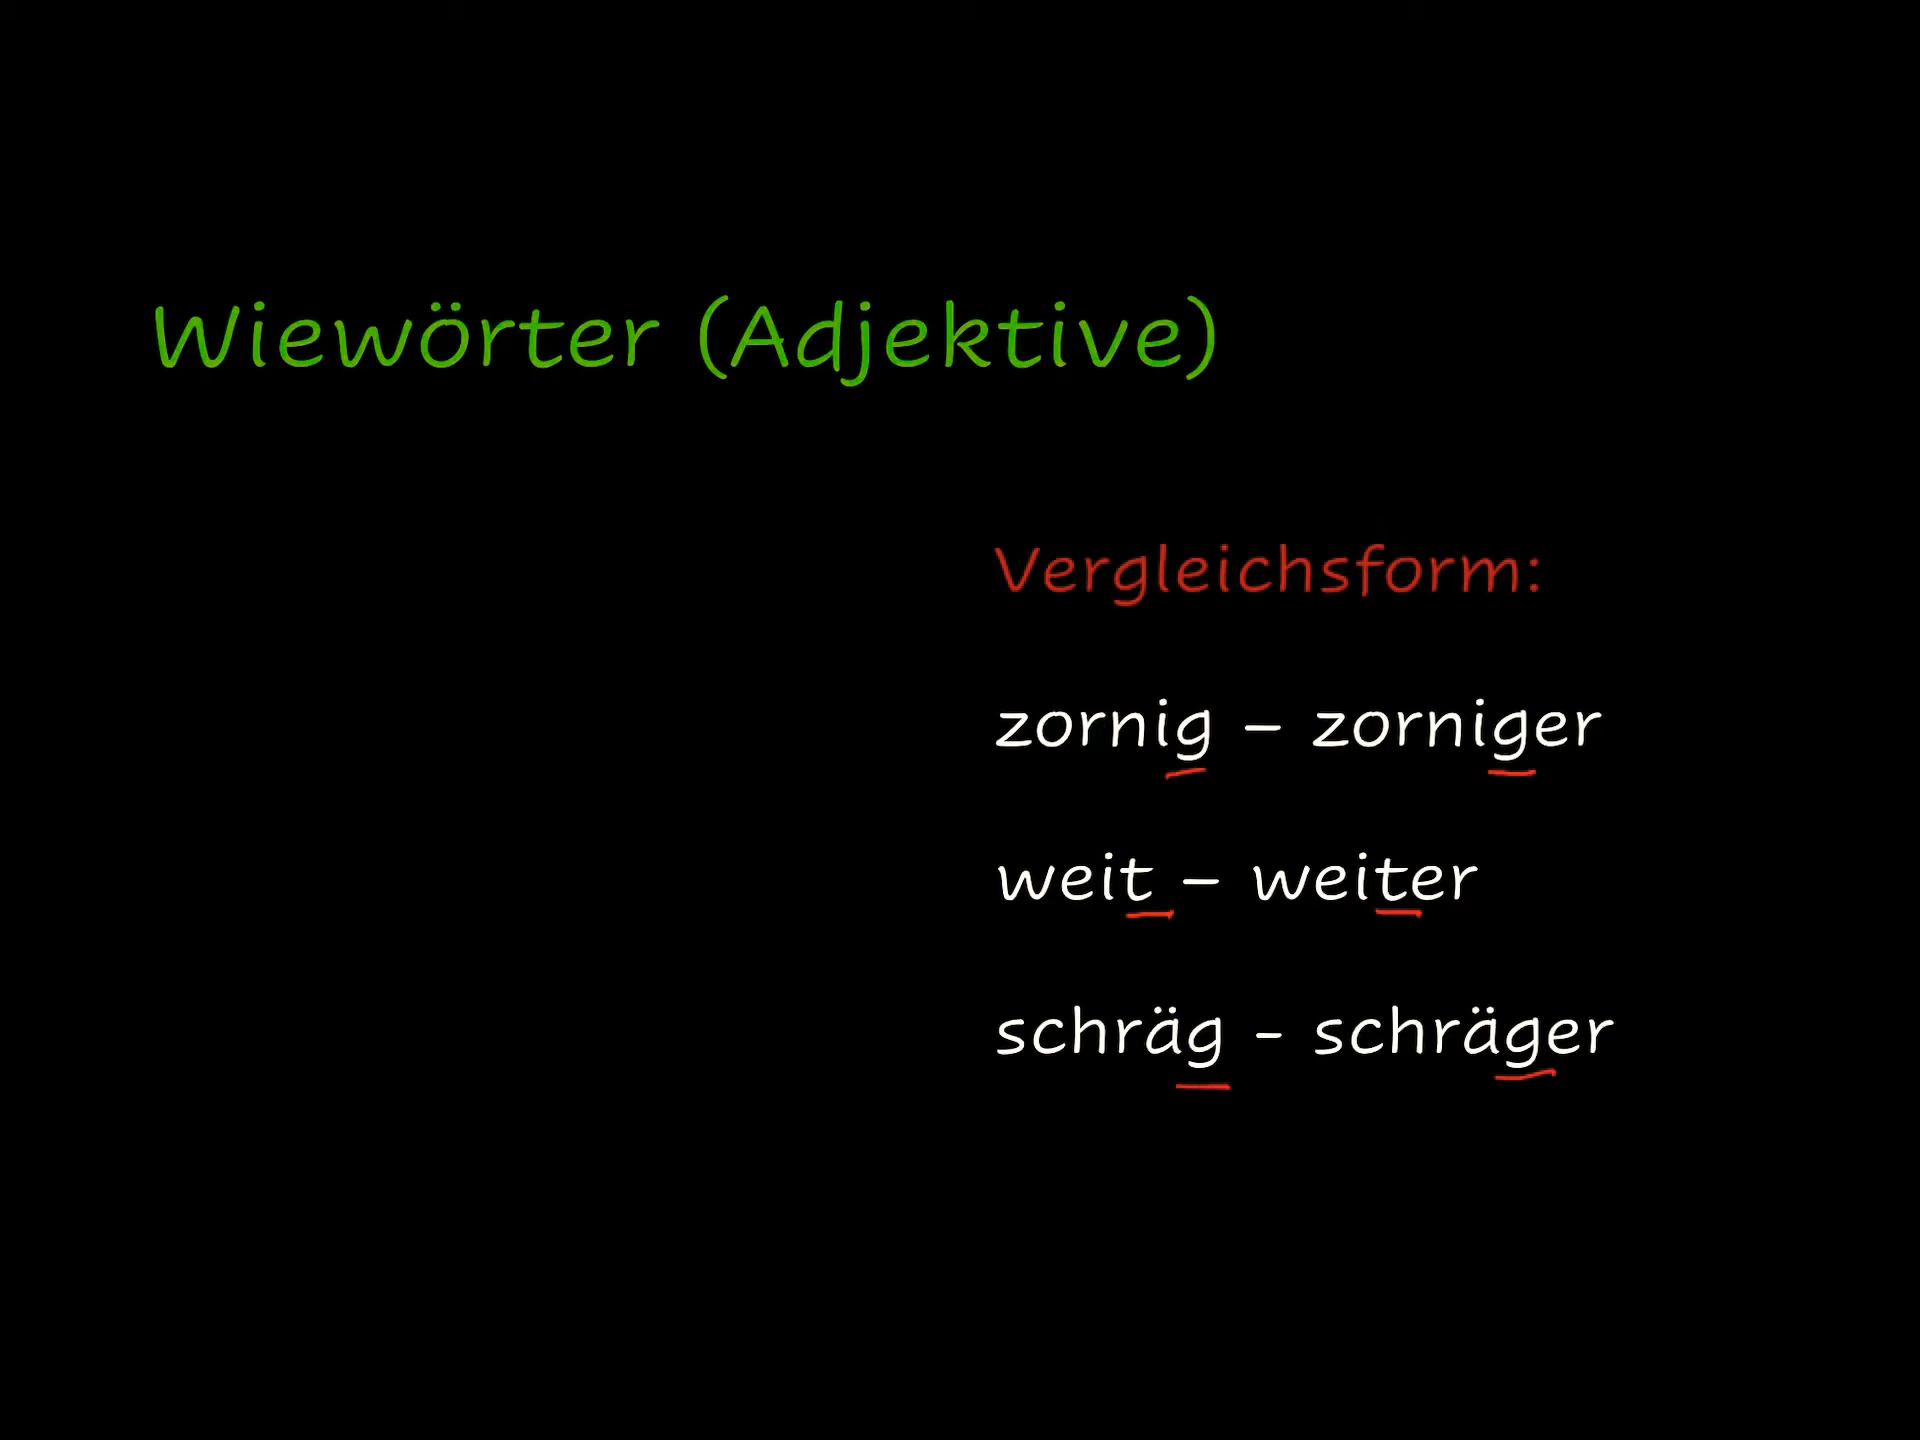 Wiewörter (Adjektive)
Vergleichsform:
zornig – zorniger
weit – weiter
schräg - schräger